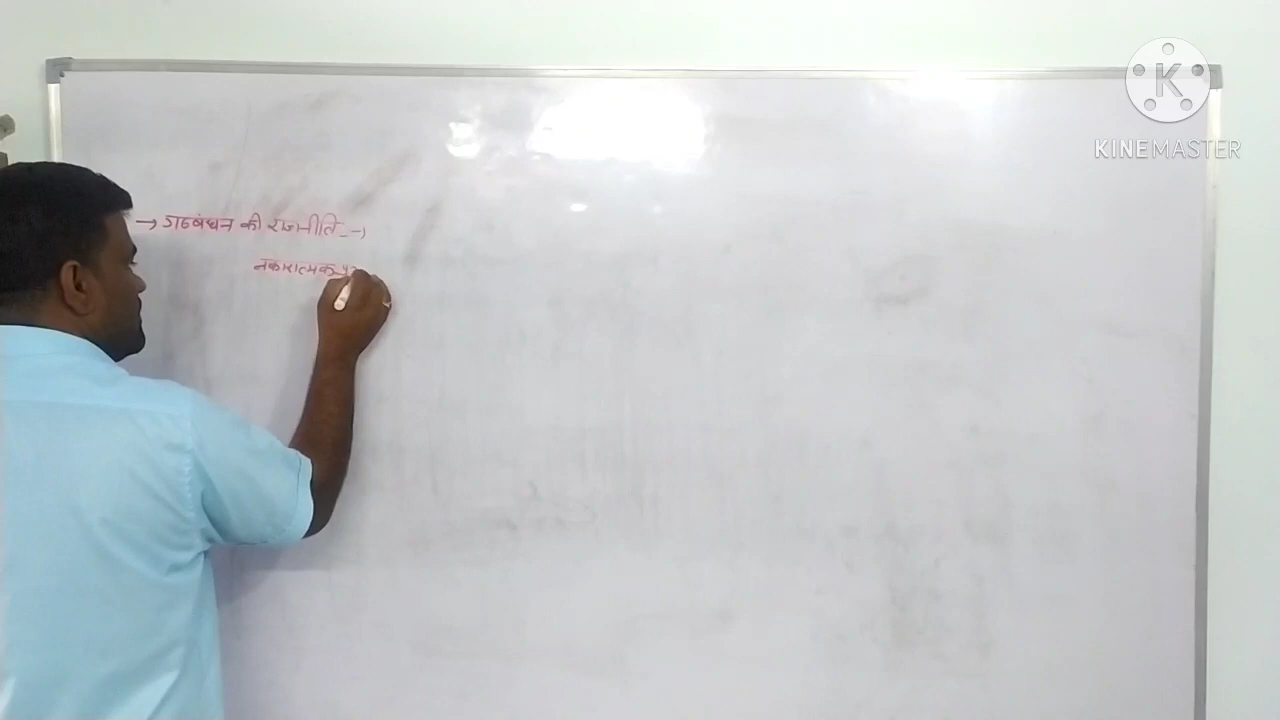 KINEMASTER
→ गठबंधन की राजनीति :-)
नकारात्मक